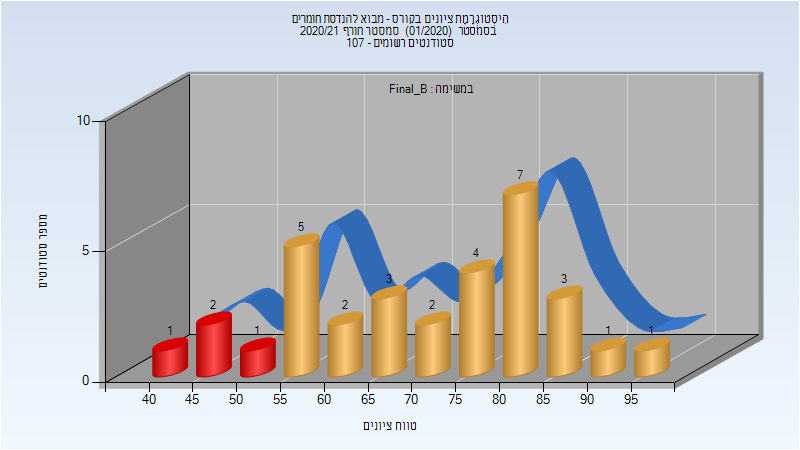 היסטוגרמת ציונים בקורס - מבוא להנדסת חומרים
בסמסטר (01/2020) סמסטר חורף 2020/21
סטודנטים רשומים - 107
במשימה : Final_B
מספר סטודנטים
10
5
0
1
2
1
5
2
3
2
4
7
3
1
1
40 45 50 55 60 65 70 75 80 85 90 95
טווח ציונים